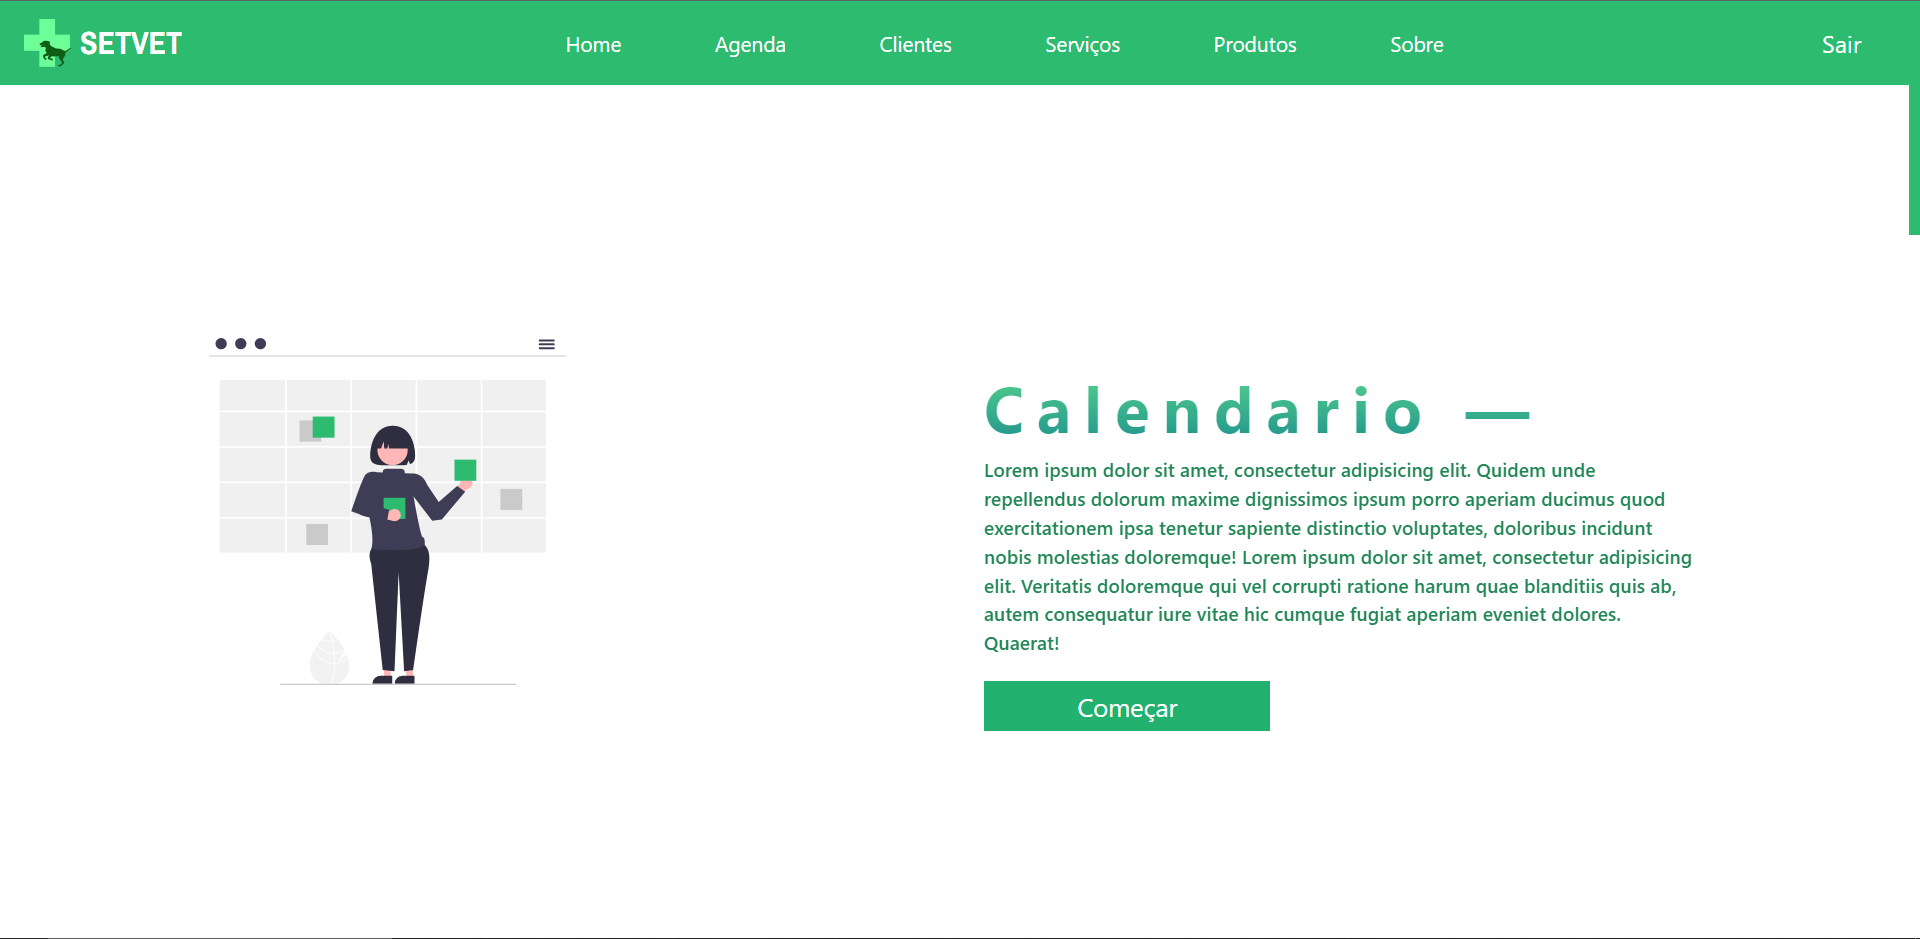 SETVET
Home
Agenda
Clientes
Serviços
Produtos
Sobre
Sair
Calendario —
Lorem ipsum dolor sit amet, consectetur adipisicing elit. Quidem unde
repellendus dolorum maxime dignissimos ipsum porro aperiam ducimus quod
exercitationem ipsa tenetur sapiente distinctio voluptates, doloribus incidunt
nobis molestias doloremque! Lorem ipsum dolor sit amet, consectetur adipisicing
elit. Veritatis doloremque qui vel corrupti ratione harum quae blanditiis quis ab,
autem consequatur iure vitae hic cumque fugiat aperiam eveniet dolores.
Quaerat!
Começar